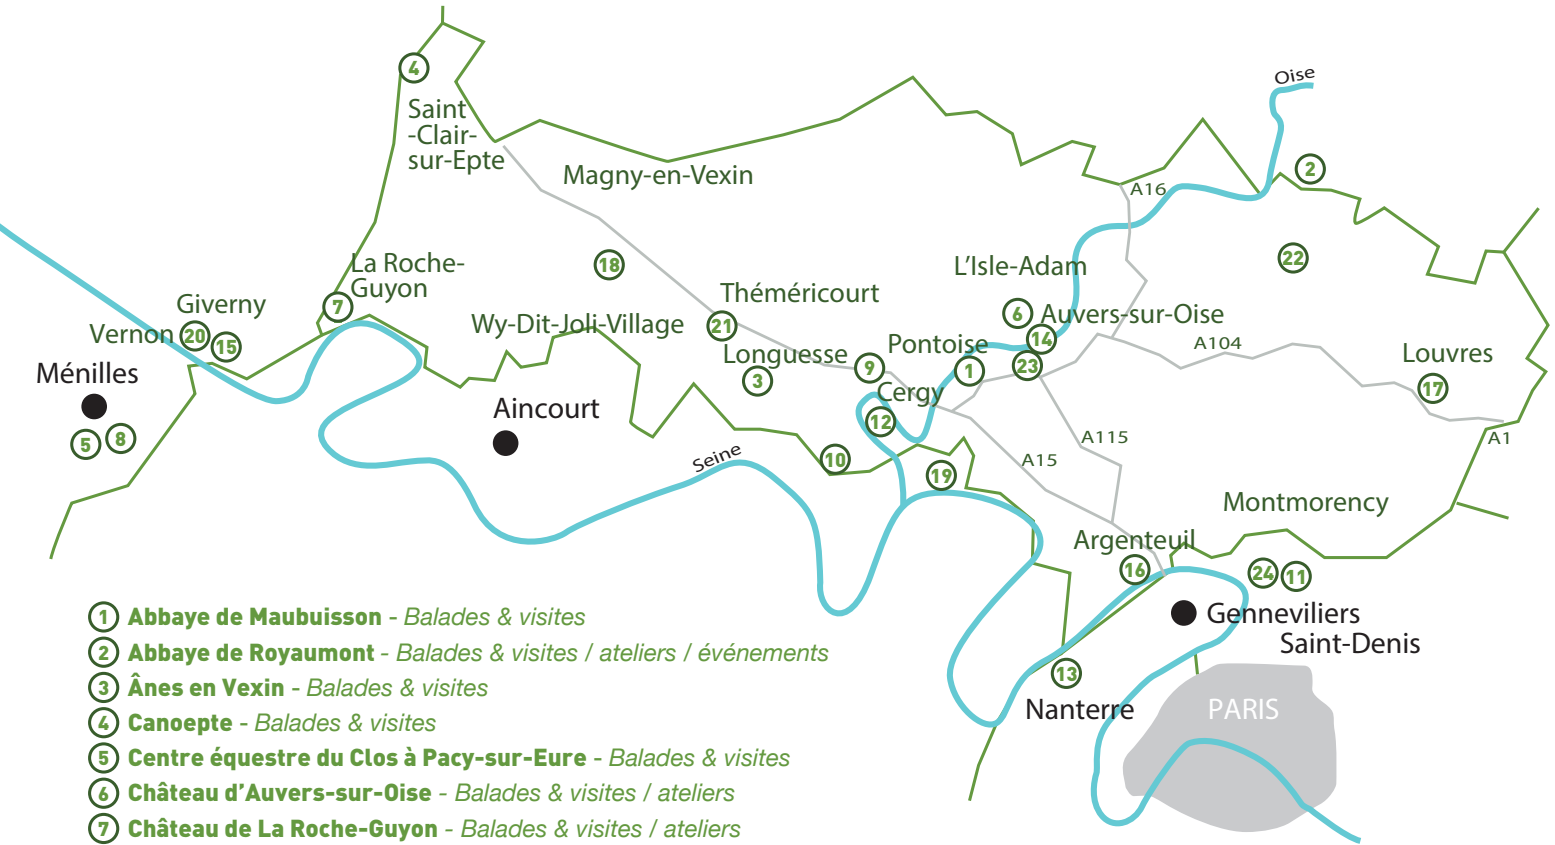 Oise
4
Saint
-Clair-
sur-Epte
Magny-en-Vexin
2
A16
22
La Roche-
Guyon
18
L'Isle-Adam
Giverny
7
Théméricourt
6
Auvers-sur-Oise
Vernon
20
15
Wy-Dit-Joli-Village
21
14
Pontoise
A104
Louvres
Ménilles
Longuesse
3
9
1
23
17
Cergy
Aincourt
12
5
8
A115
A1
Seine
10
A15
19
Montmorency
Argenteuil
16
24
11
Genneviliers
Saint-Denis
13
Nanterre
PARIS
1 Abbaye de Maubuisson - Balades & visites
2 Abbaye de Royaumont - Balades & visites / ateliers / événements
3 Ânes en Vexin - Balades & visites
4 Canoepte - Balades & visites
5 Centre équestre du Clos à Pacy-sur-Eure - Balades & visites
6 Château d'Auvers-sur-Oise - Balades & visites / ateliers
7 Château de La Roche-Guyon - Balades & visites / ateliers